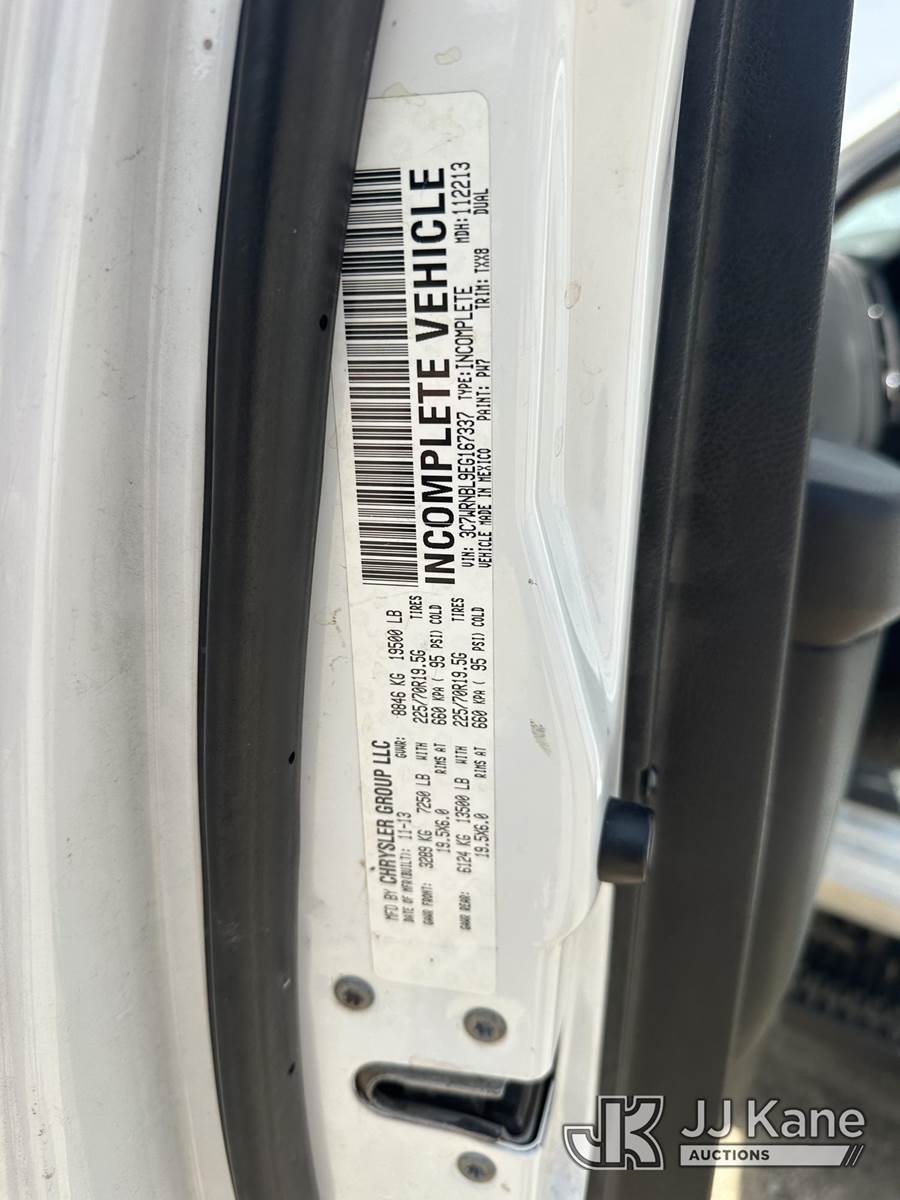 MFD BY CHRYSLER GROUP LLC
DATE OF MFR(BUILT): 11-13 GVWR: 8846 KG 19500 LB
GAWR FRONT: 3289 KG 7250 LB WITH 225/70R19.5G TIRES
19.5X6.0 RIMS AT 660 KPA ( 95 PSI) COLD
GAWR REAR: 6124 KG 13500 LB WITH 225/70R19.5G TIRES
19.5X6.0 RIMS AT 660 KPA ( 95 PSI) COLD
INCOMPLETE VEHICLE
VIN: 3C7WRNBL9EG167337 TYPE:INCOMPLETE MDH:112213
VEHICLE MADE IN MEXICO PAINT: PW7 TRIM: TXX8 DUAL
JK JJ Kane
AUCTIONS